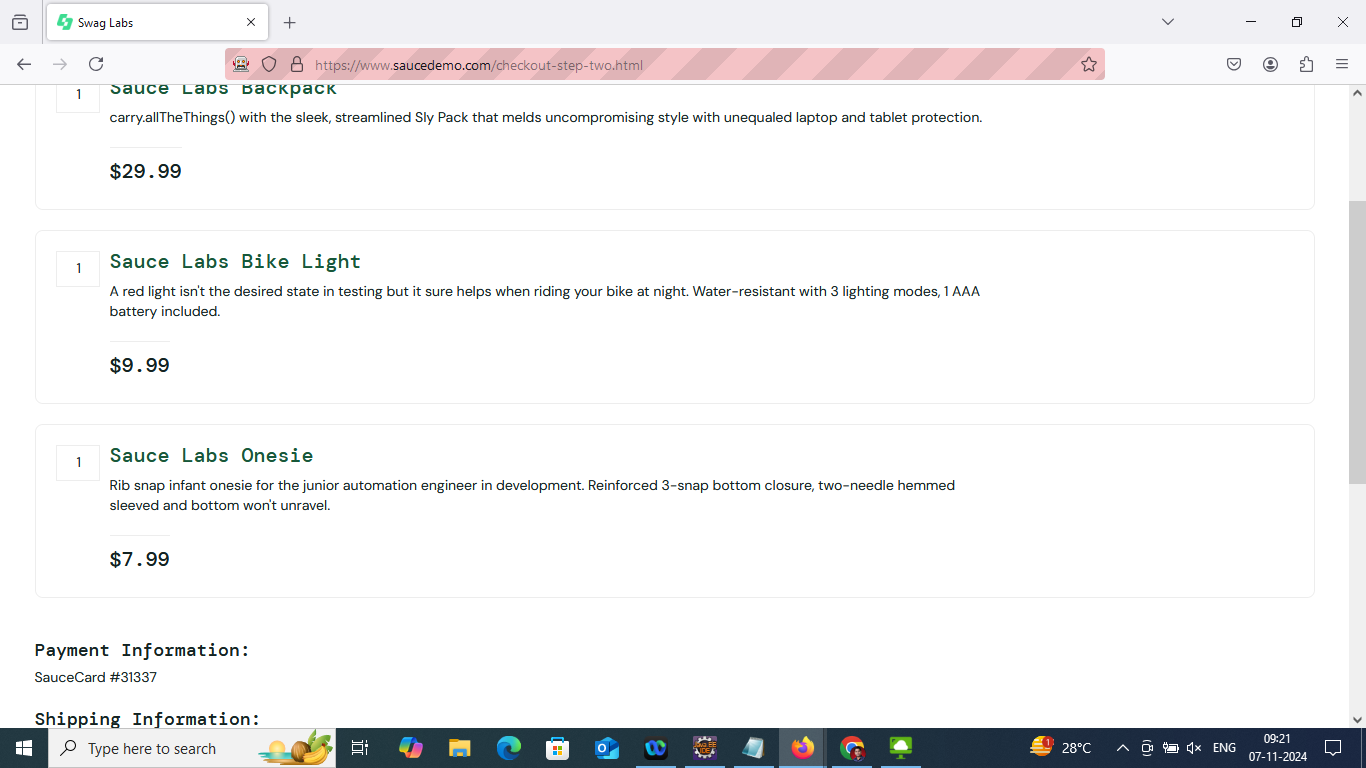 Swag Labs
https://www.saucedemo.com/checkout-step-two.html
1
Sauce Labs Backpack
carry.allTheThings() with the sleek, streamlined Sly Pack that melds uncompromising style with unequaled laptop and tablet protection.
$29.99
1
Sauce Labs Bike Light
A red light isn't the desired state in testing but it sure helps when riding your bike at night. Water-resistant with 3 lighting modes, 1 AAA
battery included.
$9.99
1
Sauce Labs Onesie
Rib snap infant onesie for the junior automation engineer in development. Reinforced 3-snap bottom closure, two-needle hemmed
sleeved and bottom won't unravel.
$7.99
Payment Information:
SauceCard #31337
Shipping Information:
Type here to search
28°C
ENG
09:21
07-11-2024